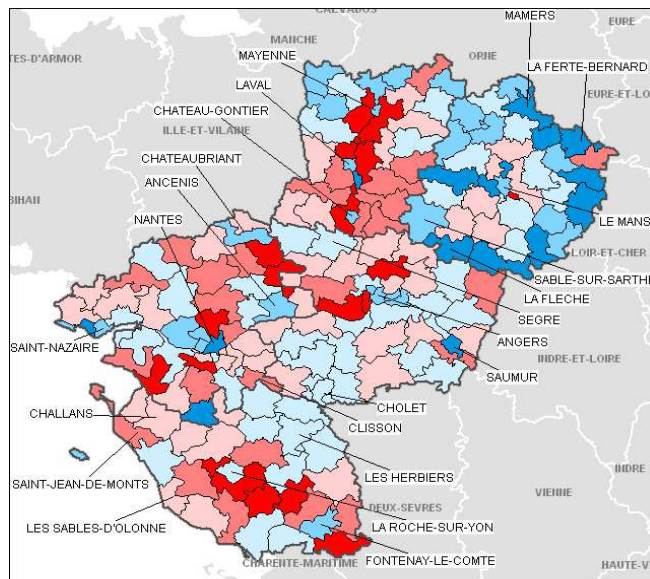 CALVADOS
MAMERS
EURE
TES-D'ARMOR
MANCHE
ORNE
MAYENNE
LA FERTE-BERNARD
LAVAL
EURE-ET-LO
CHATEAU-GONTIER
ILLE-ET-VILAINE
CHATEAUBRIANT
ANCENIS
BIHAN
NANTES
LE MANS
LOIR-ET-CHER
SABLE-SUR-SARTHE
LA FLECHE
SEGRE
ANGERS
SAINT-NAZAIRE
INDRE-ET-LOIRE
SAUMUR
CHOLET
CHALLANS
CLISSON
LES HERBIERS
INDRE
SAINT-JEAN-DE-MONTS
VIENNE
DEUX-SEVRES
LES SABLES-D'OLONNE
LA ROCHE-SUR-YON
FONTENAY-LE-COMTE
CHARENTE-MARITIME
HAUTE-V